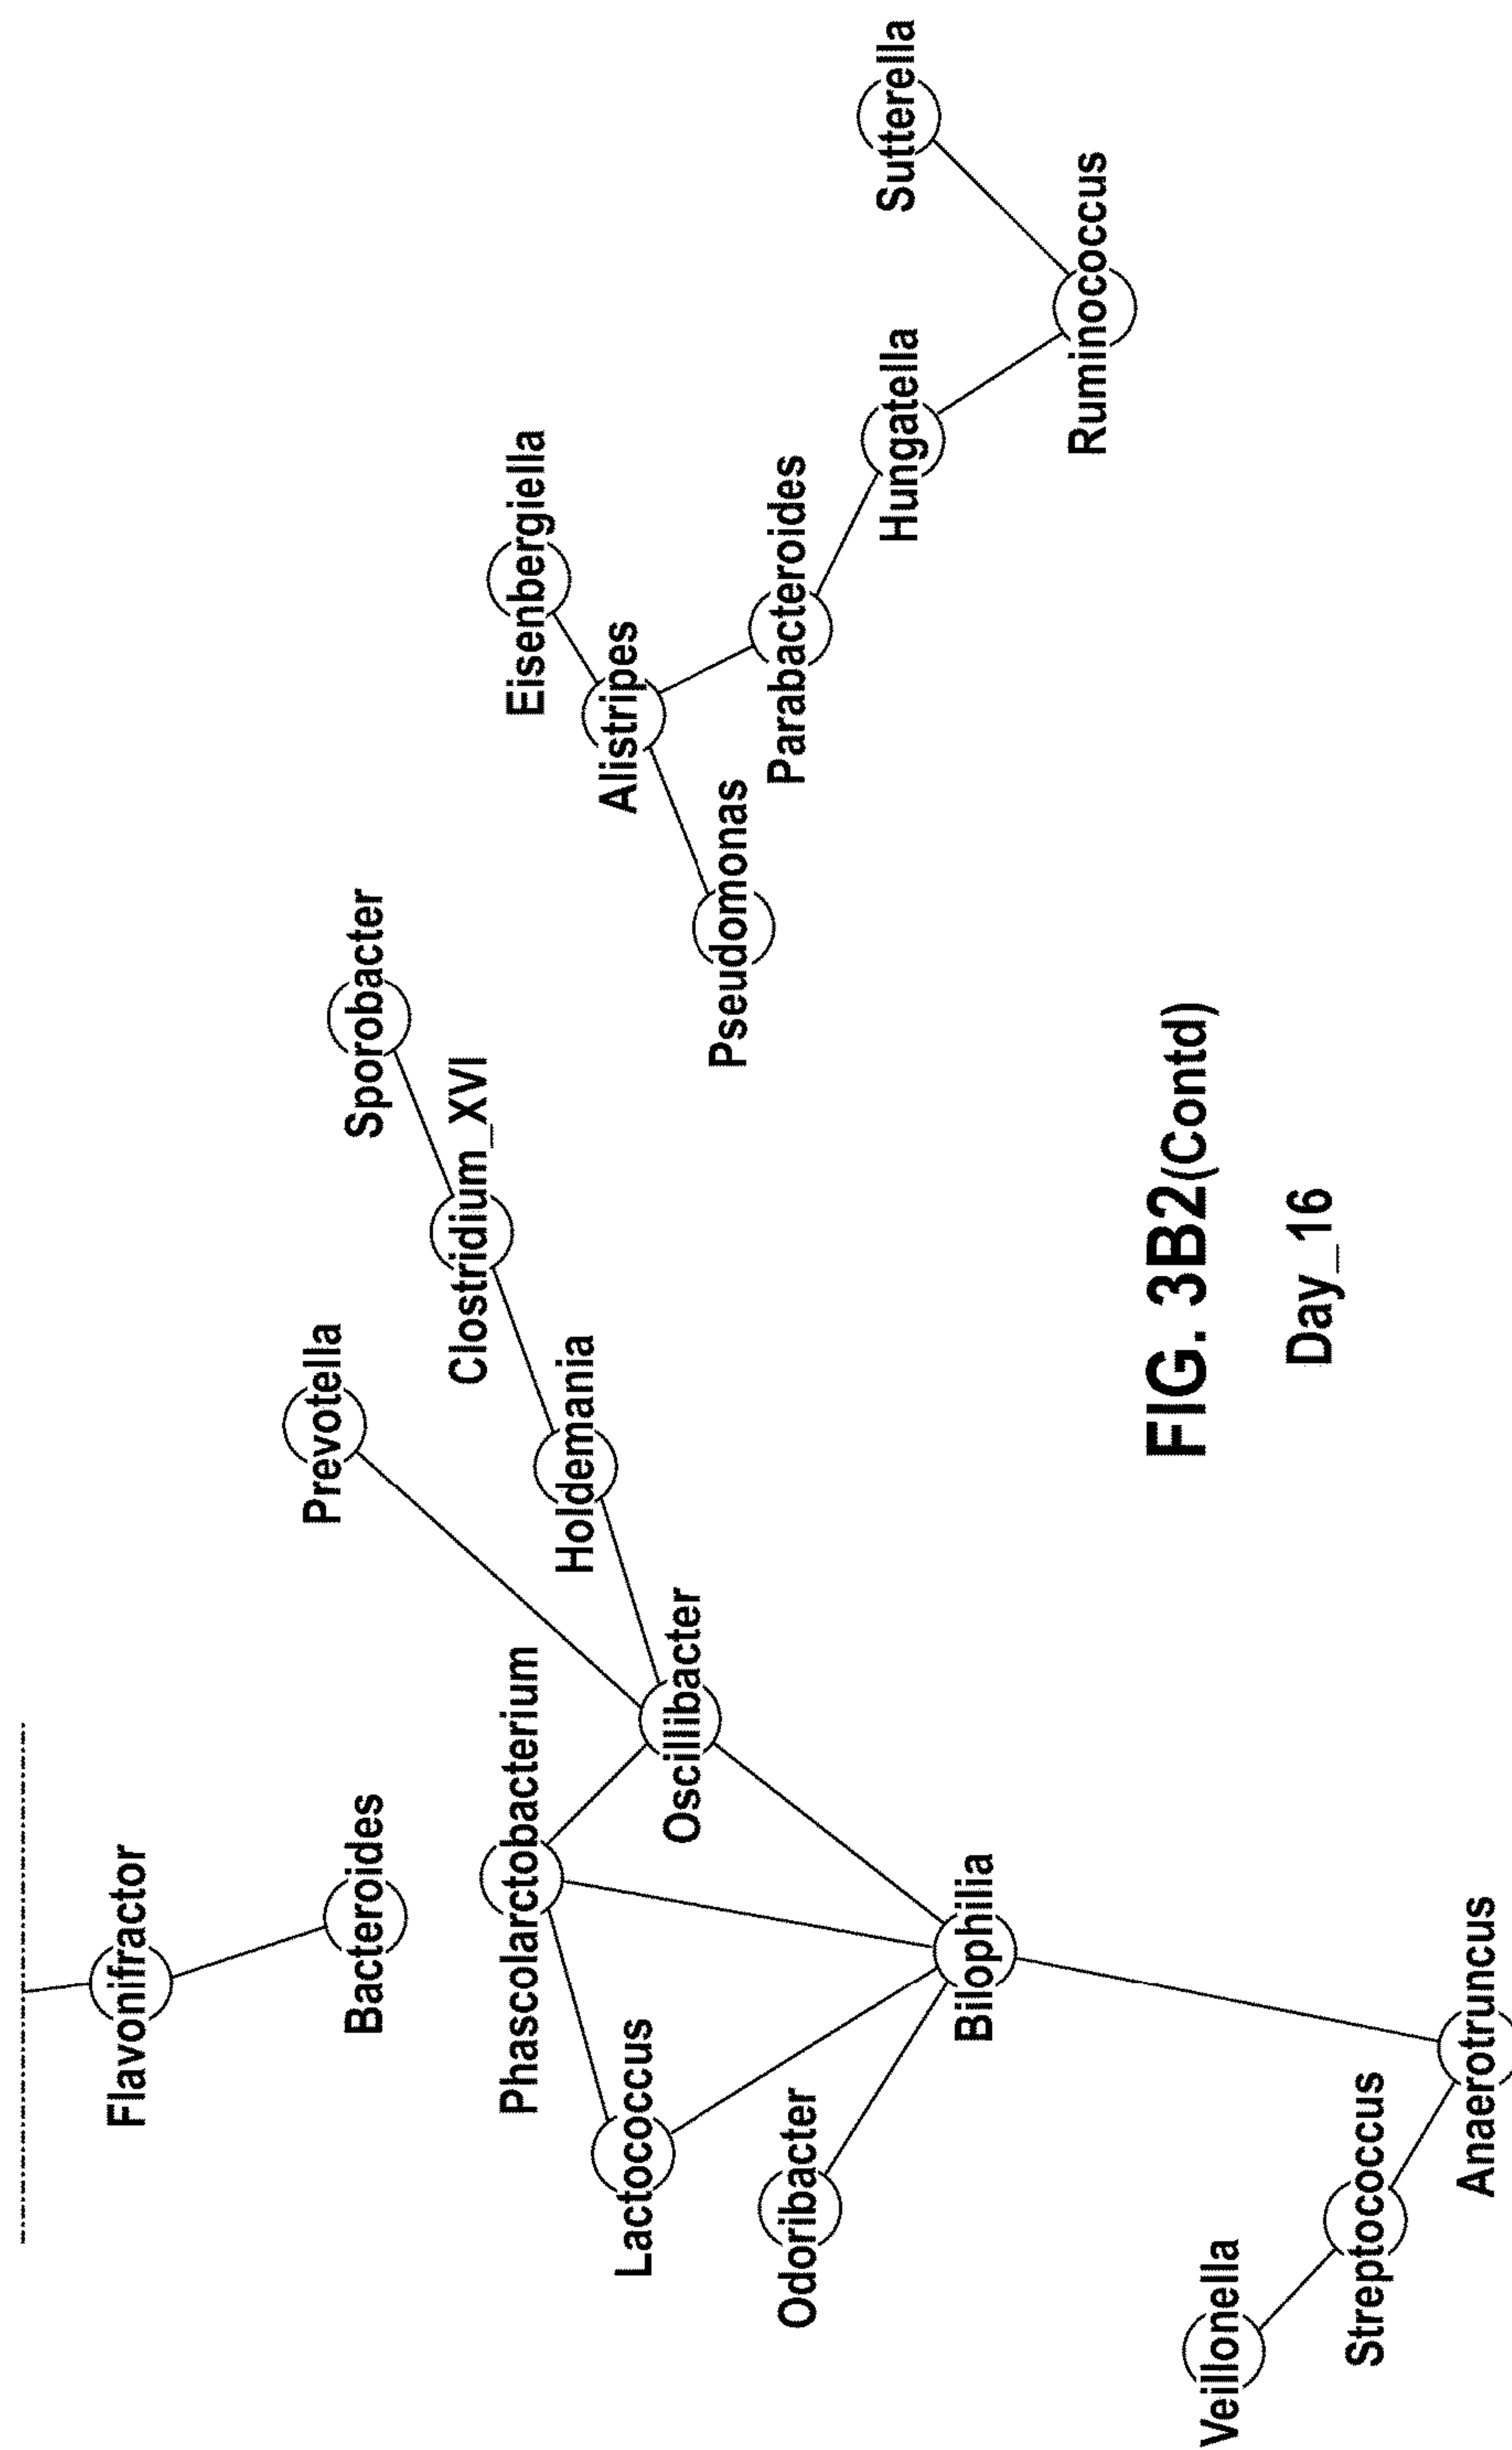 Flavonifractor
Prevotella
Bacteroides
Sporobacter
Clostridium_XVI
Phascolarctobacterium
Eisenbergiella
Holdemania
Alistripes
Lactococcus
Oscillibacter
Pseudomonas
Parabacteroides
Odoribacter
Sutterella
Hungatella
Bilophilia
Ruminococcus
Veillonella
Streptococcus
Anaerotruncus
FIG. 3B2(Contd)
Day_16